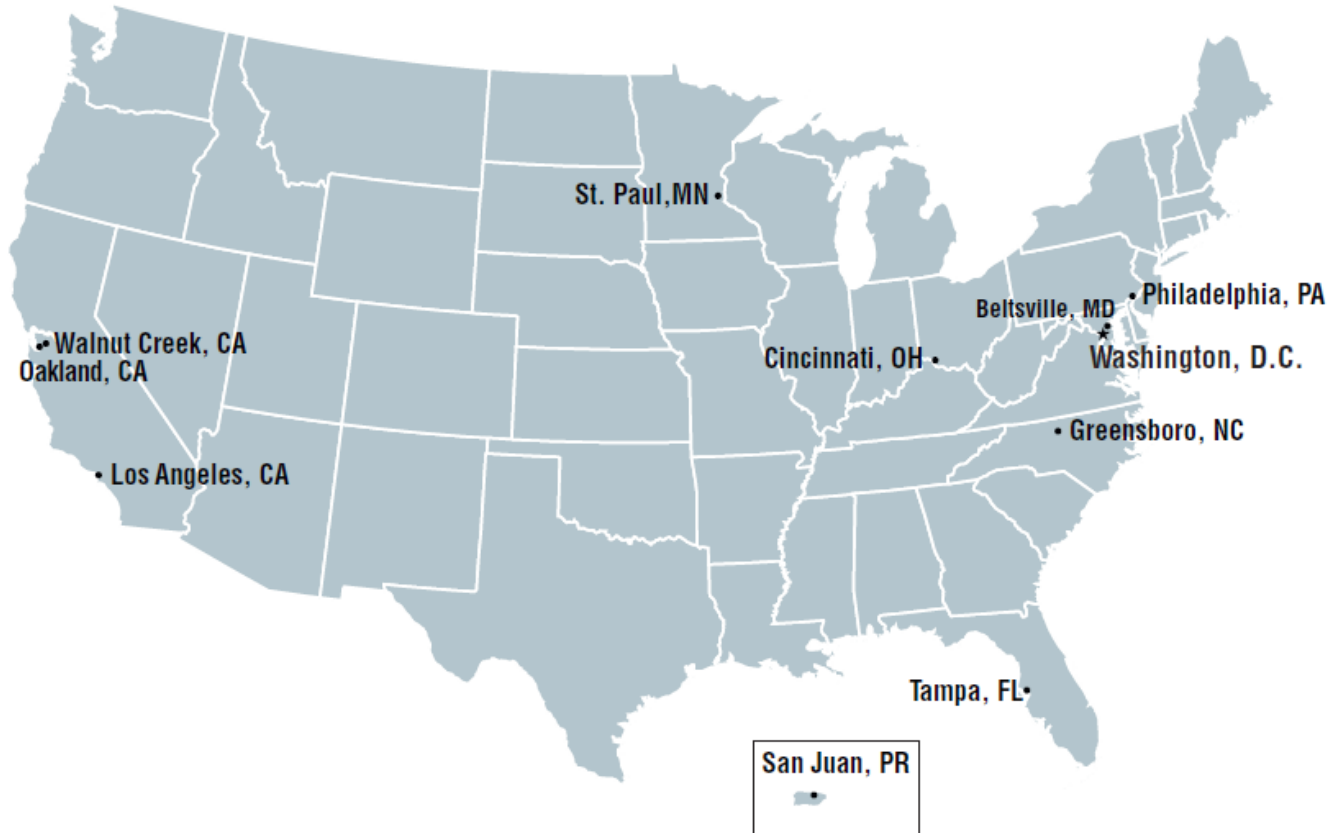 St. Paul,MN
Philadelphia, PA
Beltsville, MD
Walnut Creek, CA
Cincinnati, OH
Washington, D.C.
Oakland, CA
Greensboro, NC
Los Angeles, CA
Tampa, FL
San Juan, PR